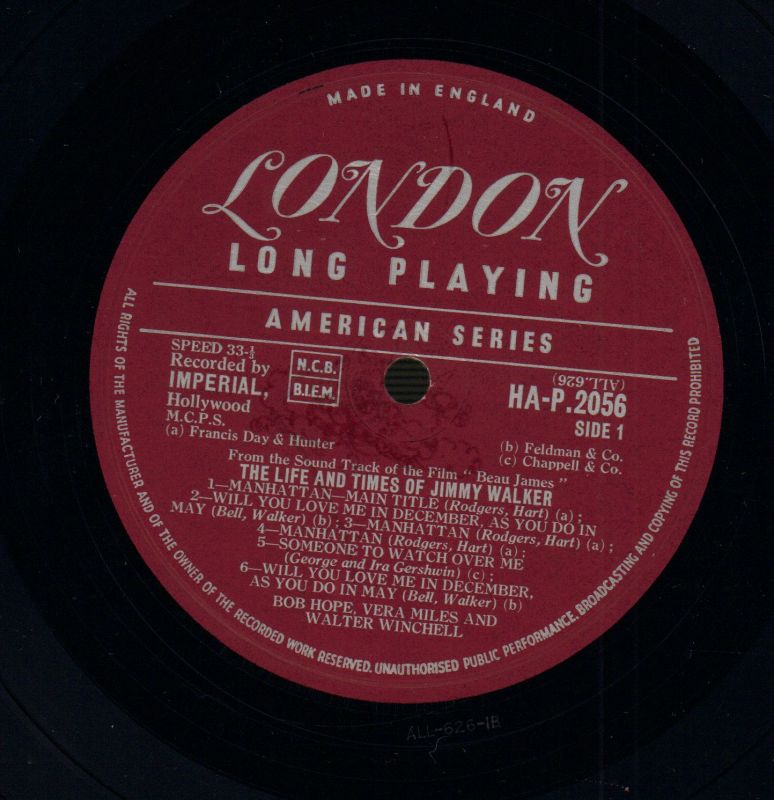 MADE IN ENGLAND
LONDON
LONG PLAYING
AMERICAN SERIES
SPEED 33-⅓
Recorded by
IMPERIAL,
Hollywood
M.C.P.S.
(a) Francis Day & Hunter
N.C.B.
B.I.E.M.
(ALL.626)
HA-P.2056
SIDE 1
(b) Feldman & Co.
(c) Chappell & Co.
From the Sound Track of the Film "Beau James"
THE LIFE AND TIMES OF JIMMY WALKER
1—MANHATTAN—MAIN TITLE (Rodgers, Hart) (a);
2—WILL YOU LOVE ME IN DECEMBER, AS YOU DO IN
MAY (Bell, Walker) (b); 3—MANHATTAN (Rodgers, Hart) (a);
4—MANHATTAN (Rodgers, Hart) (a);
5—SOMEONE TO WATCH OVER ME
(George and Ira Gershwin) (c);
6—WILL YOU LOVE ME IN DECEMBER,
AS YOU DO IN MAY (Bell, Walker) (b)
BOB HOPE, VERA MILES AND
WALTER WINCHELL
ALL RIGHTS OF THE MANUFACTURER AND OF THE OWNER OF THE RECORDED WORK RESERVED. UNAUTHORISED PUBLIC PERFORMANCE, BROADCASTING AND COPYING OF THIS RECORD PROHIBITED
ALL-626-1B